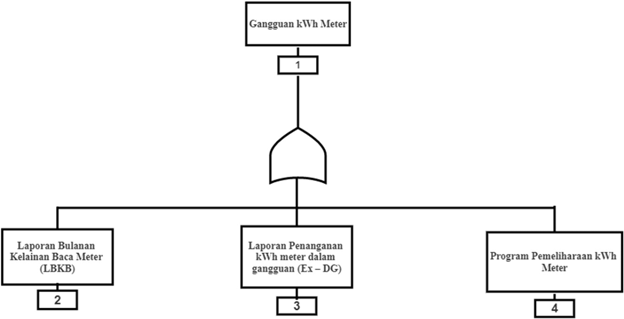 Gangguan kWh Meter
1
Laporan Bulanan
Kelainan Baca Meter
(LBKB)
2
Laporan Penanganan
kWh meter dalam
gangguan (Ex – DG)
3
Program Pemeliharaan kWh
Meter
4